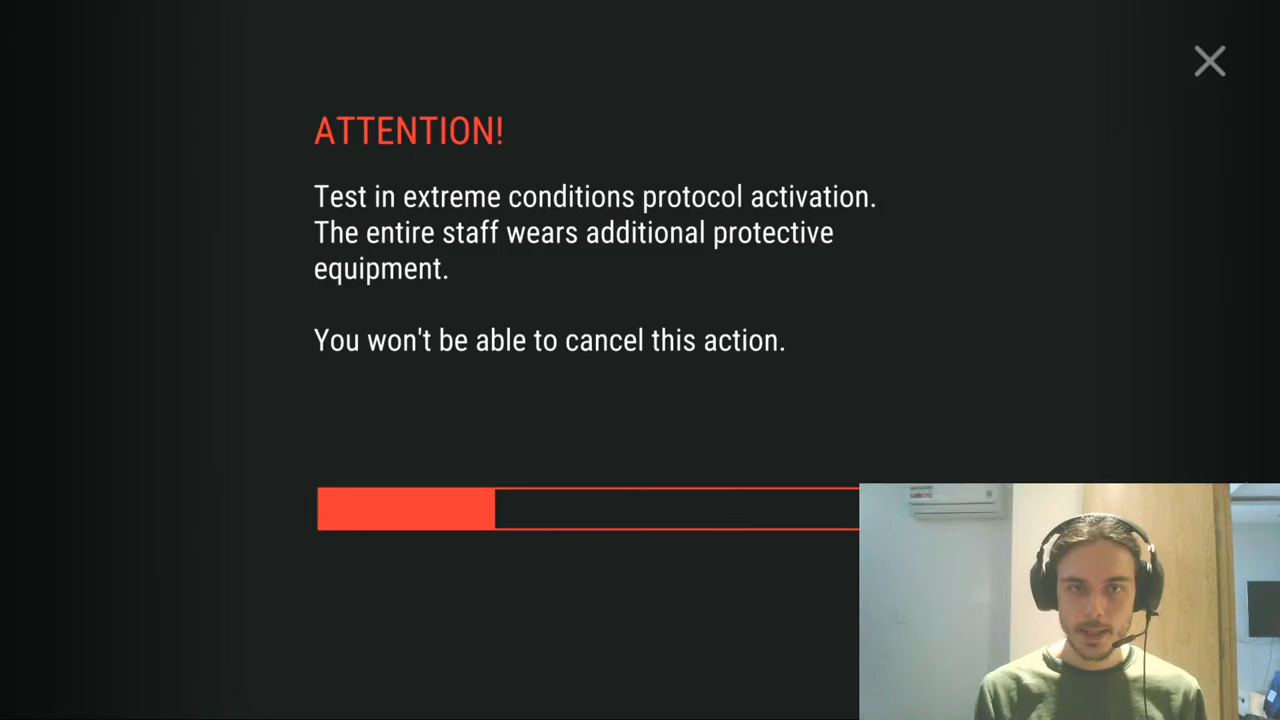 ATTENTION!
Test in extreme conditions protocol activation.
The entire staff wears additional protective
equipment.
You won't be able to cancel this action.